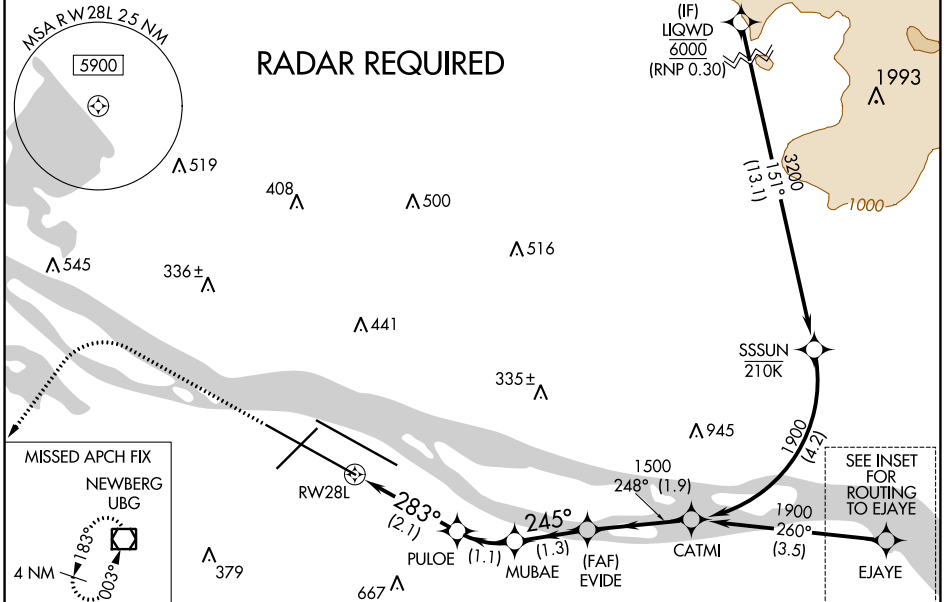 MSA RW28L 25 NM
5900
RADAR REQUIRED
(IF)
LIQWD
6000
(RNP 0.30)
1993
519
408
500
3200
151°
(13.1)
1000
516
545
336±
441
SSSUN
210K
335±
945
1900
(4.2)
MISSED APCH FIX
NEWBERG
UBG
183°
4 NM
003°
RW28L
283°
(2.1)
PULOE
(1.1)
MUBAE
245°
(1.3)
(FAF)
EVIDE
1500
248° (1.9)
CATMI
SEE INSET
FOR
ROUTING
TO EJAYE
1900
260°
(3.5)
EJAYE
379
667